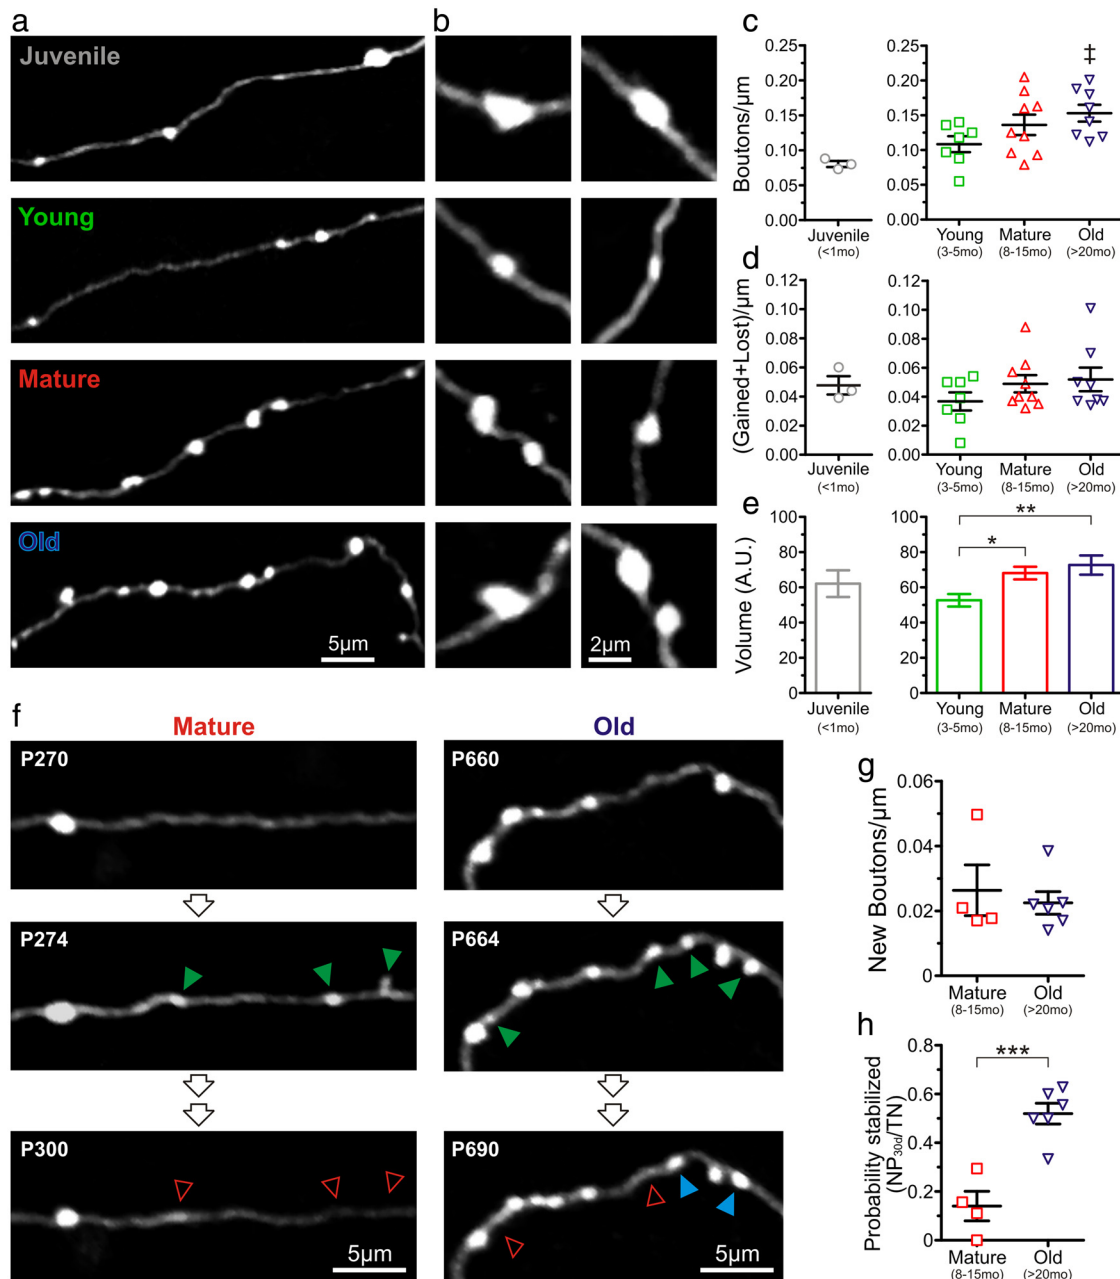 a
Juvenile
Young
Mature
Old
5µm
b
2µm
c
Boutons/µm
0.25
0.20
0.15
0.10
0.05
0.00
Juvenile
(<1mo)
0.25
0.20
0.15
0.10
0.05
0.00
‡
Young
(3-5mo)
Mature
(8-15mo)
Old
(>20mo)
d
(Gained+Lost)/µm
0.12
0.10
0.08
0.06
0.04
0.02
0.00
Juvenile
(<1mo)
0.12
0.10
0.08
0.06
0.04
0.02
0.00
Young
(3-5mo)
Mature
(8-15mo)
Old
(>20mo)
e
Volume (A.U.)
100
80
60
40
20
0
Juvenile
(<1mo)
100
80
60
40
20
0
*
**
Young
(3-5mo)
Mature
(8-15mo)
Old
(>20mo)
f
Mature
P270
P274
P300
5µm
Old
P660
P664
P690
5µm
g
New Boutons/µm
0.06
0.04
0.02
0
Mature
(8-15mo)
Old
(>20mo)
h
Probability stabilized
(NP30d/TN)
0.8
0.6
0.4
0.2
0
***
Mature
(8-15mo)
Old
(>20mo)